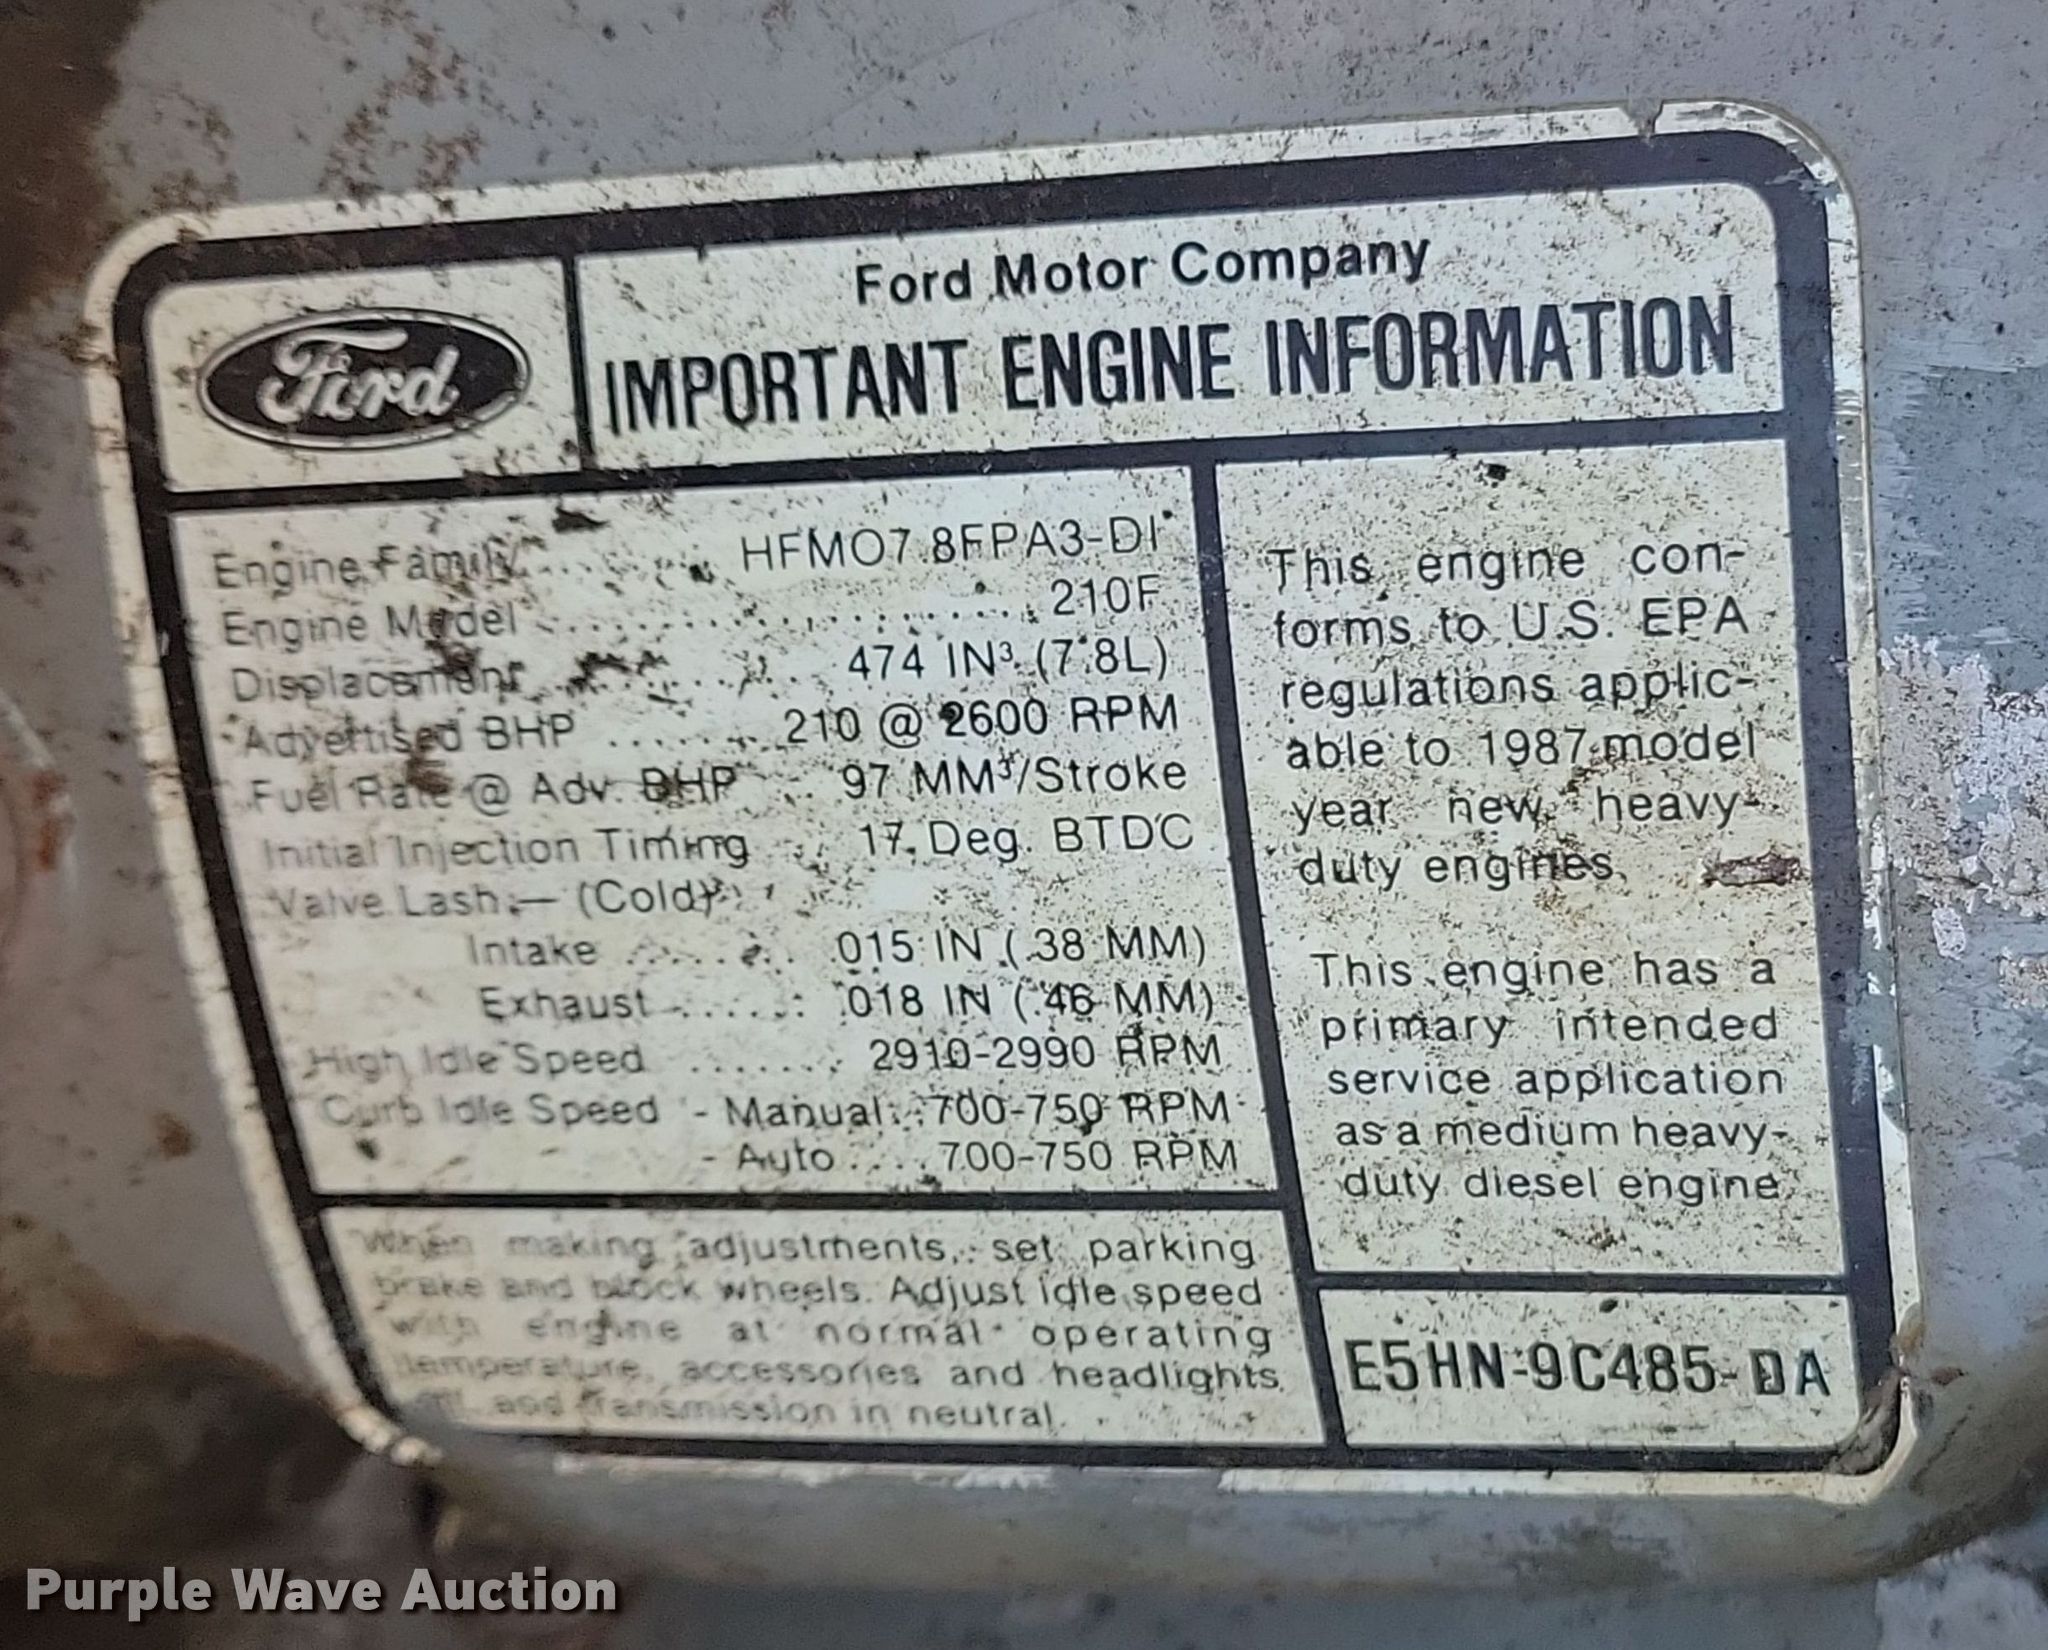 Ford
Ford Motor Company
IMPORTANT ENGINE INFORMATION
Engine Family ........ HFM07.8FPA3-DI
Engine Model .................... 210F
Displacement ............ 474 IN³ (7.8L)
Advertised BHP ........ 210 @ 2600 RPM
Fuel Rate @ Adv. BHP .. 97 MM³/Stroke
Initial Injection Timing ... 17 Deg. BTDC
Valve Lash - (Cold)
Intake .......... .015 IN (.38 MM)
Exhaust ....... .018 IN (.46 MM)
High Idle Speed ........ 2910-2990 RPM
Curb Idle Speed - Manual .. 700-750 RPM
- Auto .... 700-750 RPM
When making adjustments, set parking
brake and block wheels. Adjust idle speed
with engine at normal operating
temperature, accessories and headlights
off, and transmission in neutral.
This engine con-
forms to U.S. EPA
regulations applic-
able to 1987 model
year new heavy-
duty engines.
This engine has a
primary intended
service application
as a medium heavy-
duty diesel engine.
E5HN-9C485-DA
Purple Wave Auction